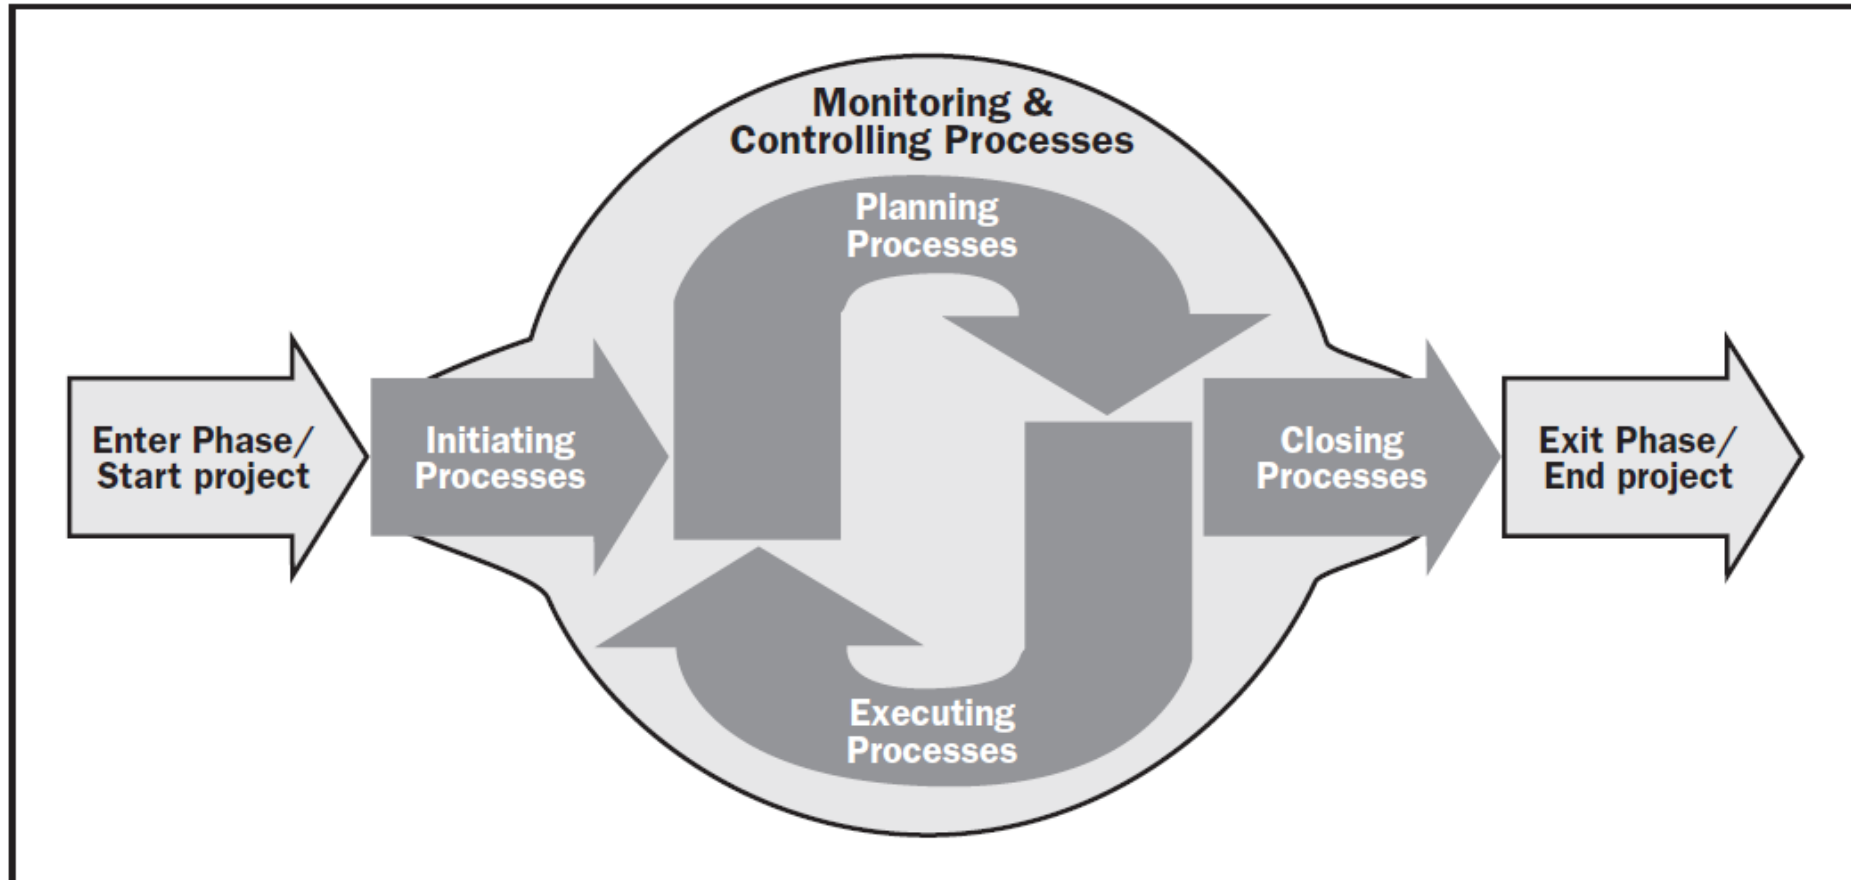 Monitoring &
Controlling Processes
Planning
Processes
Enter Phase/
Start project
Initiating
Processes
Closing
Processes
Exit Phase/
End project
Executing
Processes